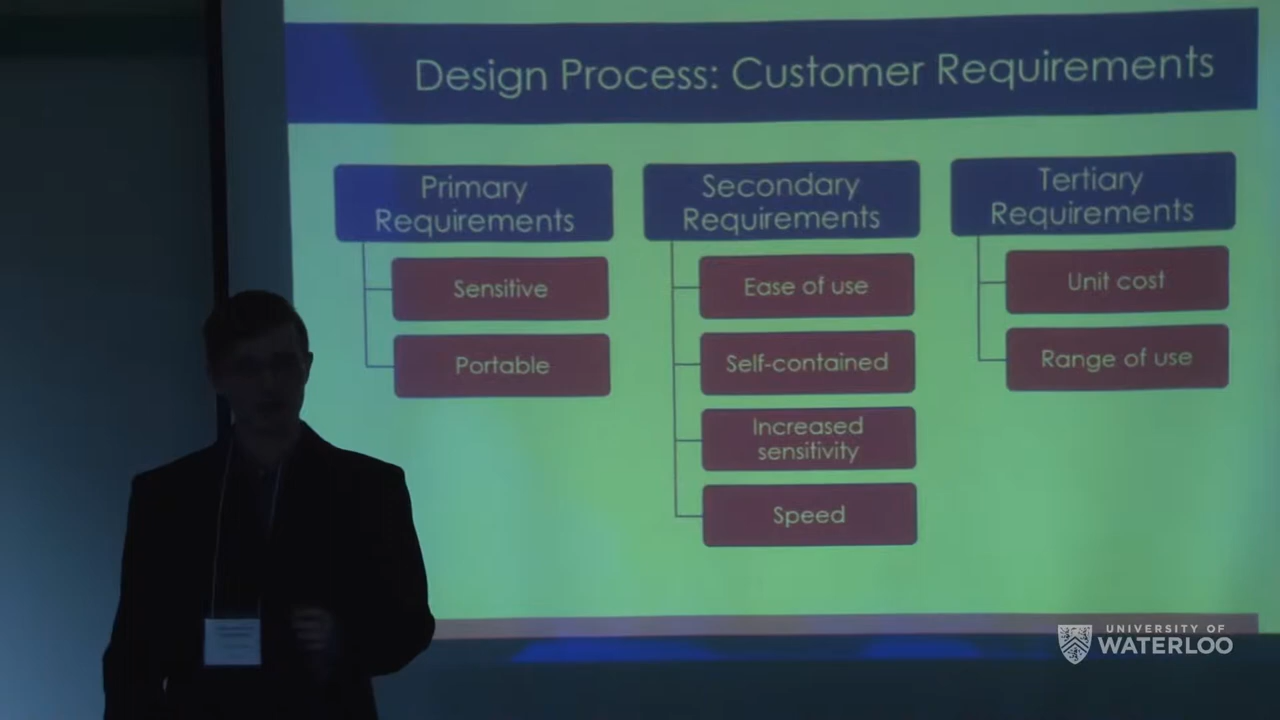 Design Process: Customer Requirements
Primary
Requirements
Sensitive
Portable
Secondary
Requirements
Ease of use
Self-contained
Increased
sensitivity
Speed
Tertiary
Requirements
Unit cost
Range of use
UNIVERSITY OF
WATERLOO